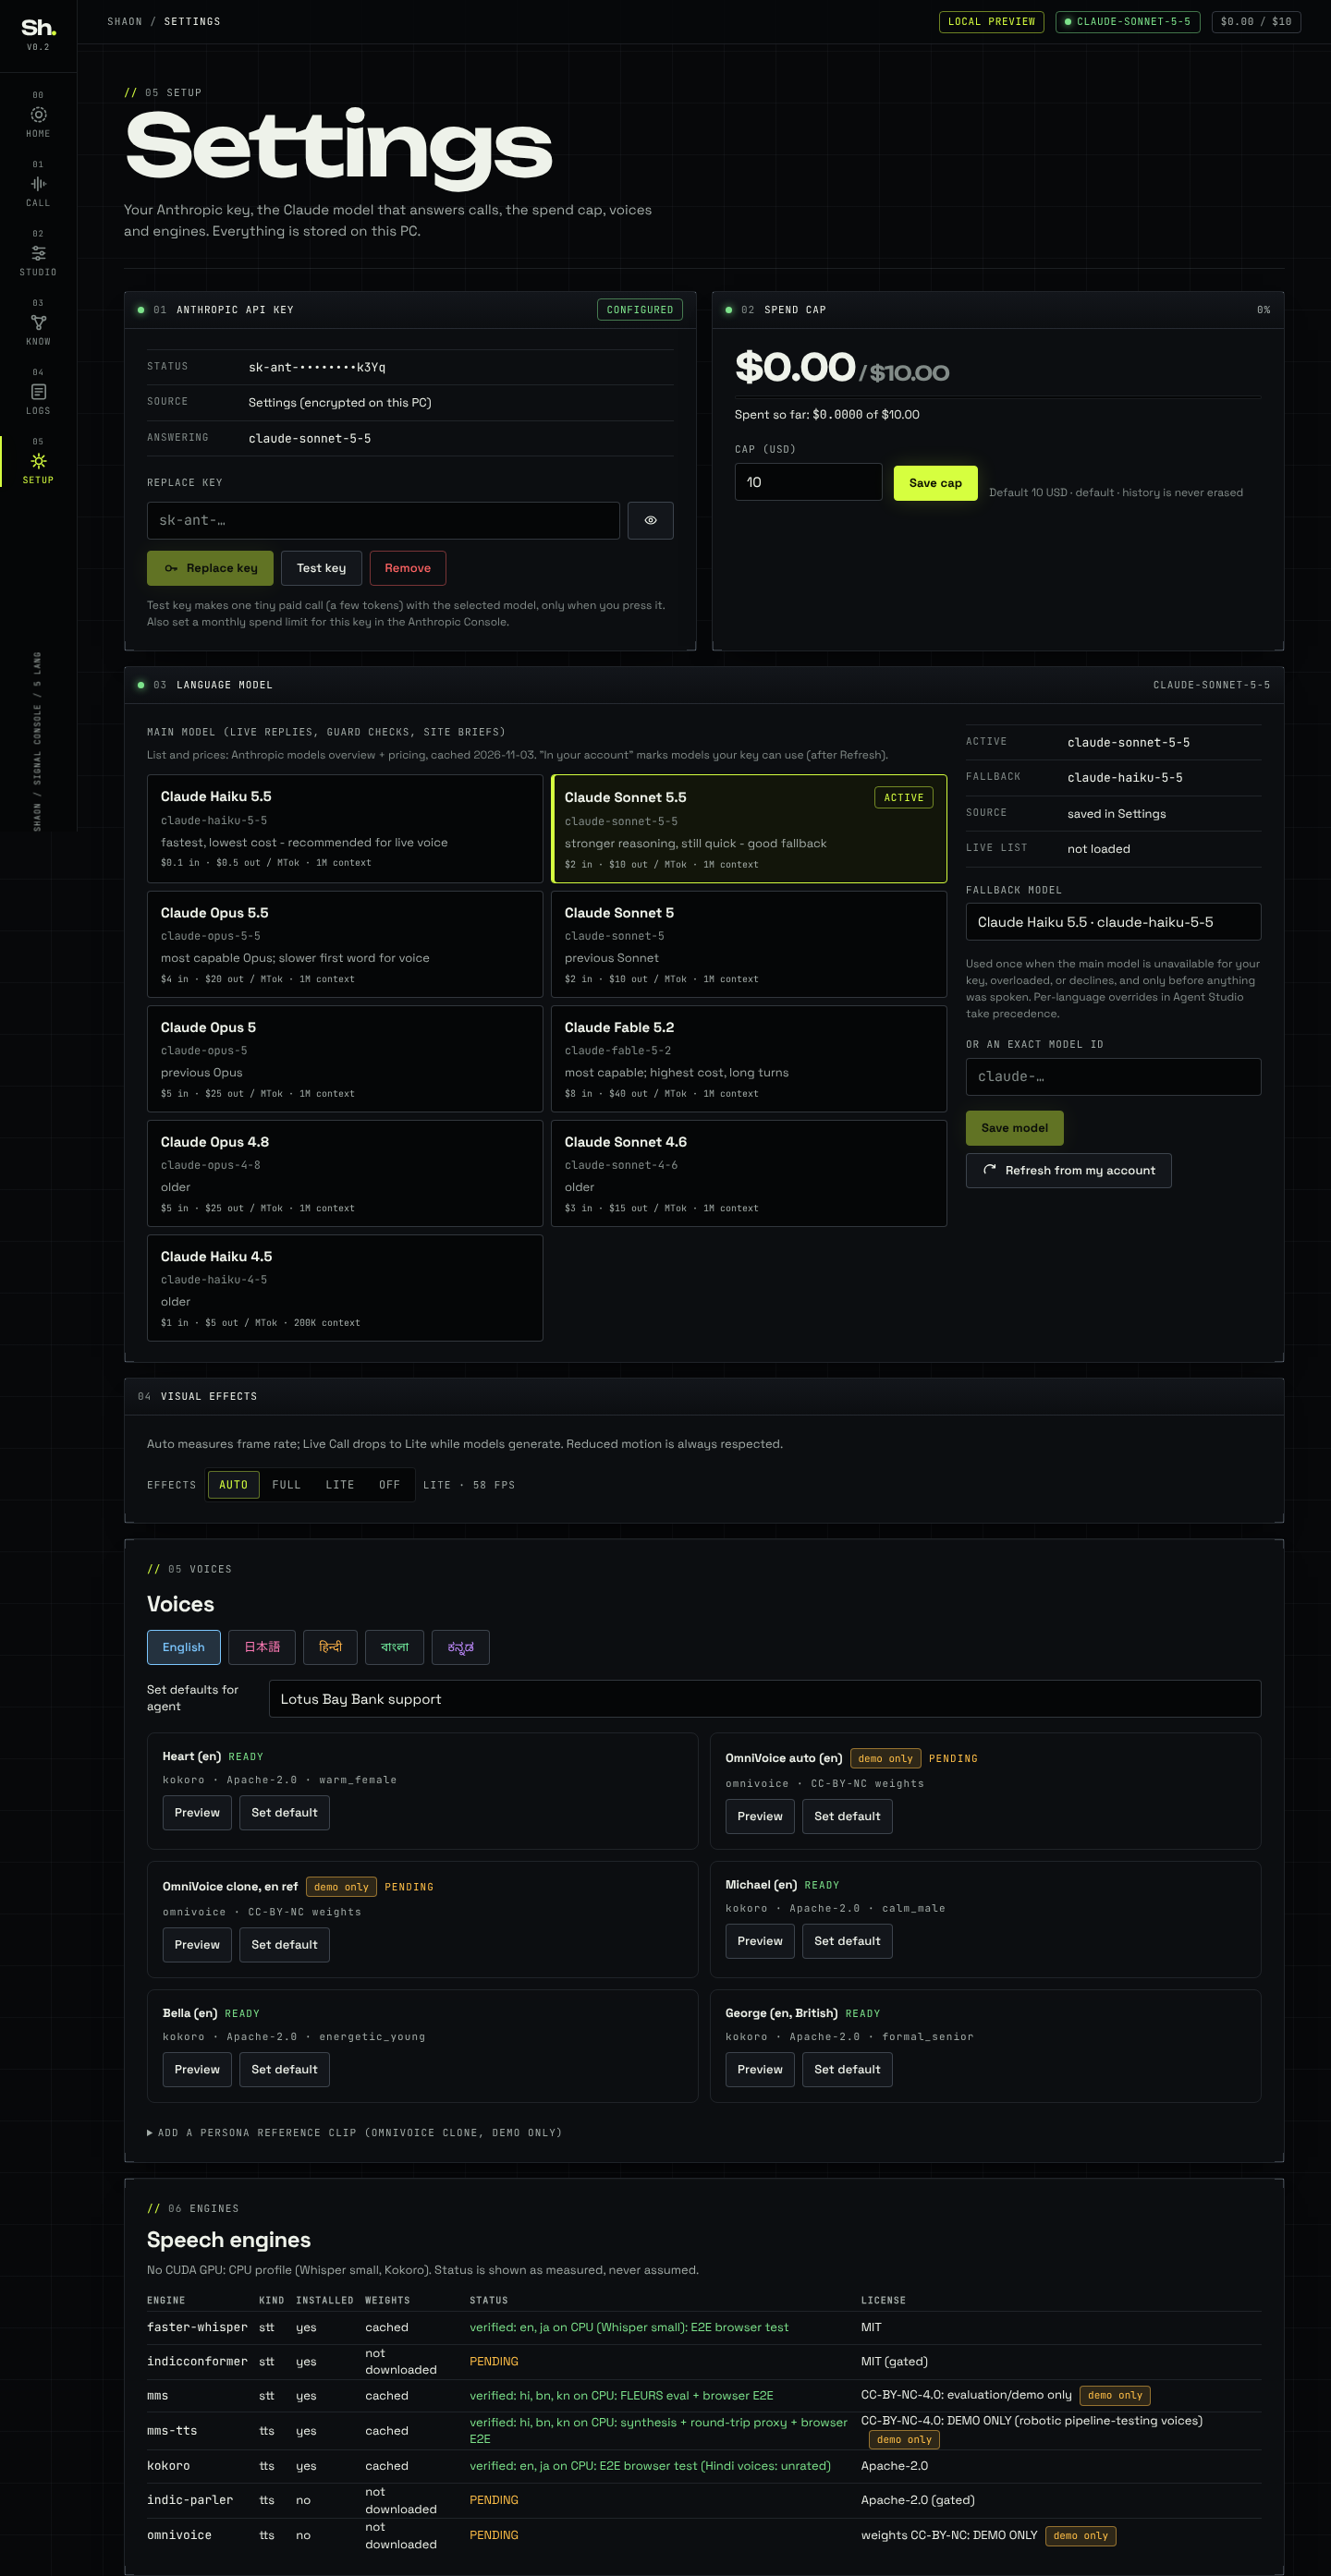 Sh.
V0.2
SHAON / SETTINGS
LOCAL PREVIEW
CLAUDE-SONNET-5-5
$0.00 / $10
00
HOME
01
CALL
02
STUDIO
03
KNOW
04
LOGS
05
SETUP
SHAON / SIGNAL CONSOLE / 5 LANG
// 05 SETUP
Settings
Your Anthropic key, the Claude model that answers calls, the spend cap, voices
and engines. Everything is stored on this PC.
01 ANTHROPIC API KEY
CONFIGURED
STATUS
sk-ant-••••••••k3Yq
SOURCE
Settings (encrypted on this PC)
ANSWERING
claude-sonnet-5-5
REPLACE KEY
sk-ant-…
Replace key
Test key
Remove
Test key makes one tiny paid call (a few tokens) with the selected model, only when you press it.
Also set a monthly spend limit for this key in the Anthropic Console.
02 SPEND CAP
0%
$0.00 / $10.00
Spent so far: $0.0000 of $10.00
CAP (USD)
10
Save cap
Default 10 USD · default · history is never erased
03 LANGUAGE MODEL
CLAUDE-SONNET-5-5
MAIN MODEL (LIVE REPLIES, GUARD CHECKS, SITE BRIEFS)
List and prices: Anthropic models overview + pricing, cached 2026-11-03. "In your account" marks models your key can use (after Refresh).
Claude Haiku 5.5
claude-haiku-5-5
fastest, lowest cost - recommended for live voice
$0.1 in · $0.5 out / MTok · 1M context
Claude Sonnet 5.5
ACTIVE
claude-sonnet-5-5
stronger reasoning, still quick - good fallback
$2 in · $10 out / MTok · 1M context
Claude Opus 5.5
claude-opus-5-5
most capable Opus; slower first word for voice
$4 in · $20 out / MTok · 1M context
Claude Sonnet 5
claude-sonnet-5
previous Sonnet
$2 in · $10 out / MTok · 1M context
Claude Opus 5
claude-opus-5
previous Opus
$5 in · $25 out / MTok · 1M context
Claude Fable 5.2
claude-fable-5-2
most capable; highest cost, long turns
$8 in · $40 out / MTok · 1M context
Claude Opus 4.8
claude-opus-4-8
older
$5 in · $25 out / MTok · 1M context
Claude Sonnet 4.6
claude-sonnet-4-6
older
$3 in · $15 out / MTok · 1M context
Claude Haiku 4.5
claude-haiku-4-5
older
$1 in · $5 out / MTok · 200K context
ACTIVE
claude-sonnet-5-5
FALLBACK
claude-haiku-5-5
SOURCE
saved in Settings
LIVE LIST
not loaded
FALLBACK MODEL
Claude Haiku 5.5 · claude-haiku-5-5
Used once when the main model is unavailable for your
key, overloaded, or declines, and only before anything
was spoken. Per-language overrides in Agent Studio
take precedence.
OR AN EXACT MODEL ID
claude-…
Save model
Refresh from my account
04 VISUAL EFFECTS
Auto measures frame rate; Live Call drops to Lite while models generate. Reduced motion is always respected.
EFFECTS
AUTO
FULL
LITE
OFF
LITE · 58 FPS
// 05 VOICES
Voices
English
日本語
हिन्दी
বাংলা
ಕನ್ನಡ
Set defaults for
agent
Lotus Bay Bank support
Heart (en) READY
kokoro · Apache-2.0 · warm_female
Preview
Set default
OmniVoice auto (en) demo only PENDING
omnivoice · CC-BY-NC weights
Preview
Set default
OmniVoice clone, en ref demo only PENDING
omnivoice · CC-BY-NC weights
Preview
Set default
Michael (en) READY
kokoro · Apache-2.0 · calm_male
Preview
Set default
Bella (en) READY
kokoro · Apache-2.0 · energetic_young
Preview
Set default
George (en, British) READY
kokoro · Apache-2.0 · formal_senior
Preview
Set default
ADD A PERSONA REFERENCE CLIP (OMNIVOICE CLONE, DEMO ONLY)
// 06 ENGINES
Speech engines
No CUDA GPU: CPU profile (Whisper small, Kokoro). Status is shown as measured, never assumed.
ENGINE KIND INSTALLED WEIGHTS STATUS LICENSE
faster-whisper stt yes cached verified: en, ja on CPU (Whisper small): E2E browser test MIT
indicconformer stt yes not downloaded PENDING MIT (gated)
mms stt yes cached verified: hi, bn, kn on CPU: FLEURS eval + browser E2E CC-BY-NC-4.0: evaluation/demo only demo only
mms-tts tts yes cached verified: hi, bn, kn on CPU: synthesis + round-trip proxy + browser E2E CC-BY-NC-4.0: DEMO ONLY (robotic pipeline-testing voices) demo only
kokoro tts yes cached verified: en, ja on CPU: E2E browser test (Hindi voices: unrated) Apache-2.0
indic-parler tts no not downloaded PENDING Apache-2.0 (gated)
omnivoice tts no not downloaded PENDING weights CC-BY-NC: DEMO ONLY demo only